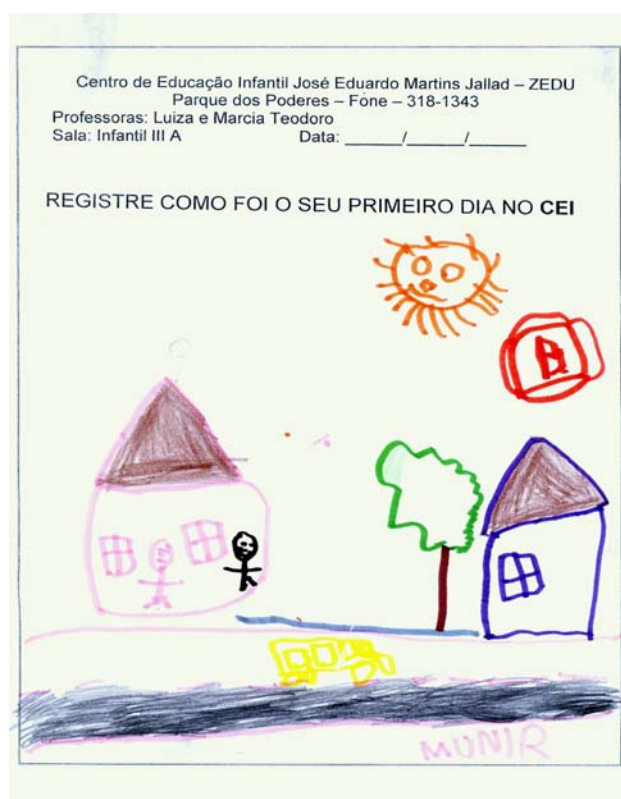 Centro de Educação Infantil José Eduardo Martins Jallad – ZEDU
Parque dos Poderes – Fone – 318-1343
Professoras: Luiza e Marcia Teodoro
Sala: Infantil III A Data: ______/______/______
REGISTRE COMO FOI O SEU PRIMEIRO DIA NO CEI
B
MUNIR